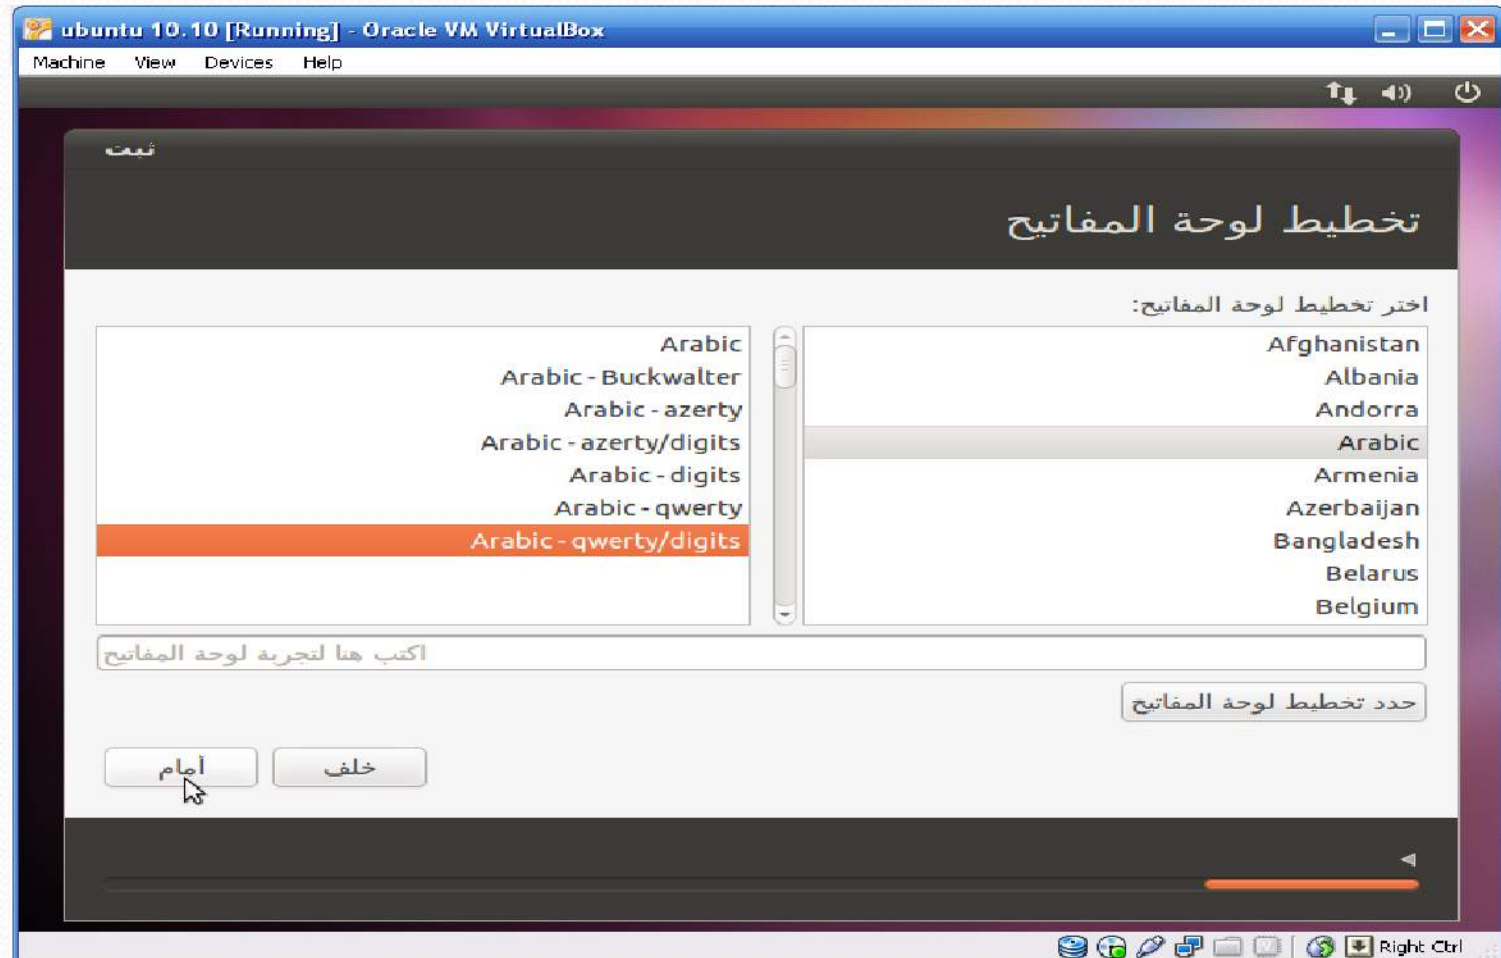 ubuntu 10.10 [Running] - Oracle VM VirtualBox
Machine View Devices Help
ثبت
تخطيط لوحة المفاتيح
اختر تخطيط لوحة المفاتيح:
Afghanistan
Albania
Andorra
Arabic
Armenia
Azerbaijan
Bangladesh
Belarus
Belgium
Arabic
Arabic - Buckwalter
Arabic - azerty
Arabic - azerty/digits
Arabic - digits
Arabic - qwerty
Arabic - qwerty/digits
اكتب هنا لتجربة لوحة المفاتيح
حدد تخطيط لوحة المفاتيح
خلف
أمام
Right Ctrl